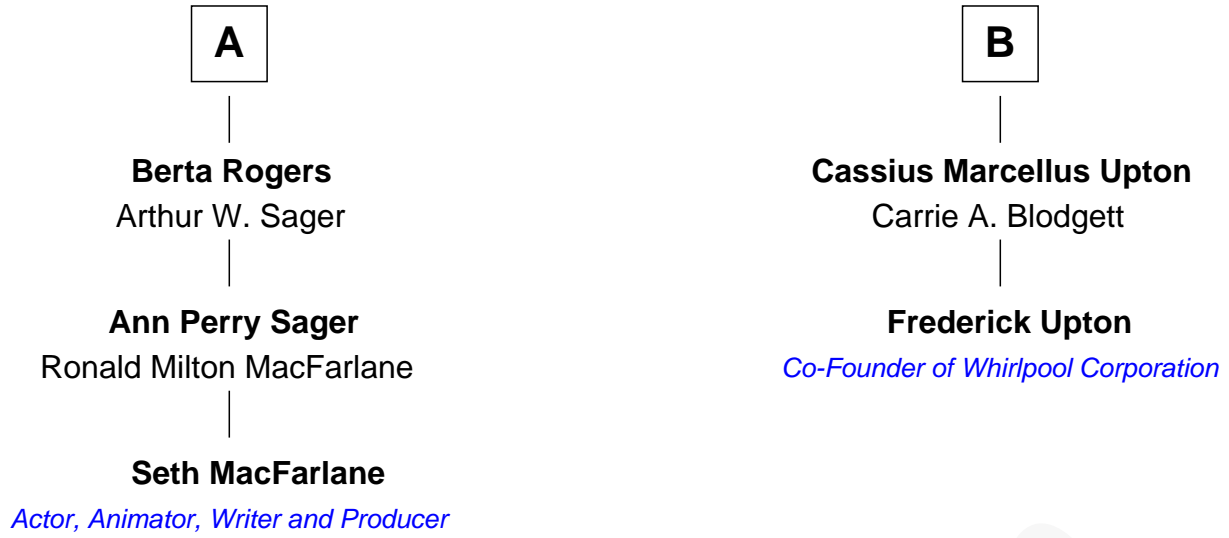 A
Berta Rogers
Arthur W. Sager
Ann Perry Sager
Ronald Milton MacFarlane
Seth MacFarlane
Actor, Animator, Writer and Producer
B
Cassius Marcellus Upton
Carrie A. Blodgett
Frederick Upton
Co-Founder of Whirlpool Corporation